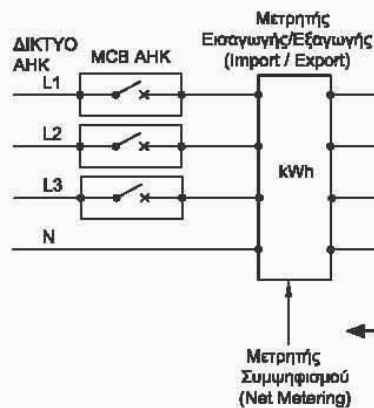 Μετρητής
Εισαγωγής/Εξαγωγής
(Import / Export)
ΔΙΚΤΥΟ
ΑΗΚ
MCB ΑΗΚ
L1
L2
L3
N
kWh
Μετρητής
Συμψηφισμού
(Net Metering)